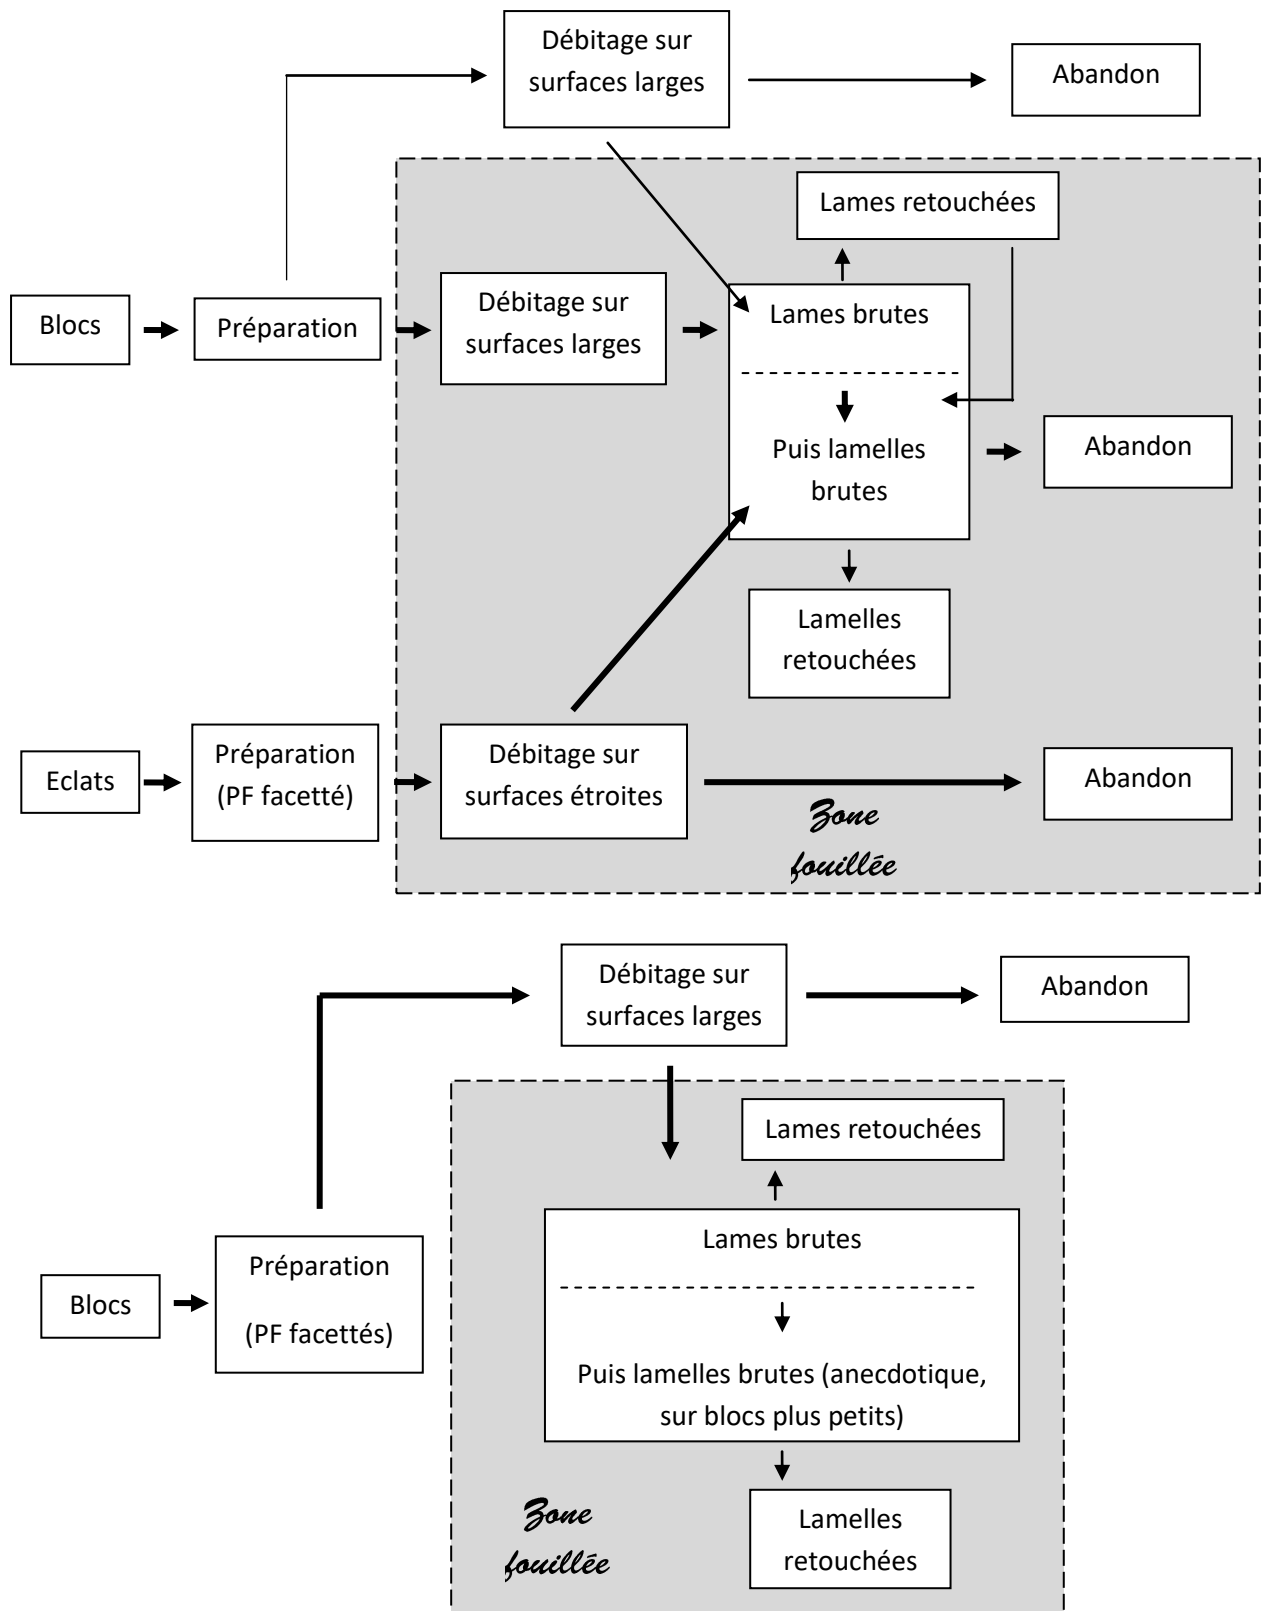 Débitage sur
surfaces larges
Abandon
Lames retouchées
Blocs
Préparation
Débitage sur
surfaces larges
Lames brutes
Puis lamelles
brutes
Abandon
Lamelles
retouchées
Eclats
Préparation
(PF facetté)
Débitage sur
surfaces étroites
Abandon
Zone
fouillée
Débitage sur
surfaces larges
Abandon
Lames retouchées
Blocs
Préparation
(PF facettés)
Lames brutes
Puis lamelles brutes (anecdotique,
sur blocs plus petits)
Lamelles
retouchées
Zone
fouillée